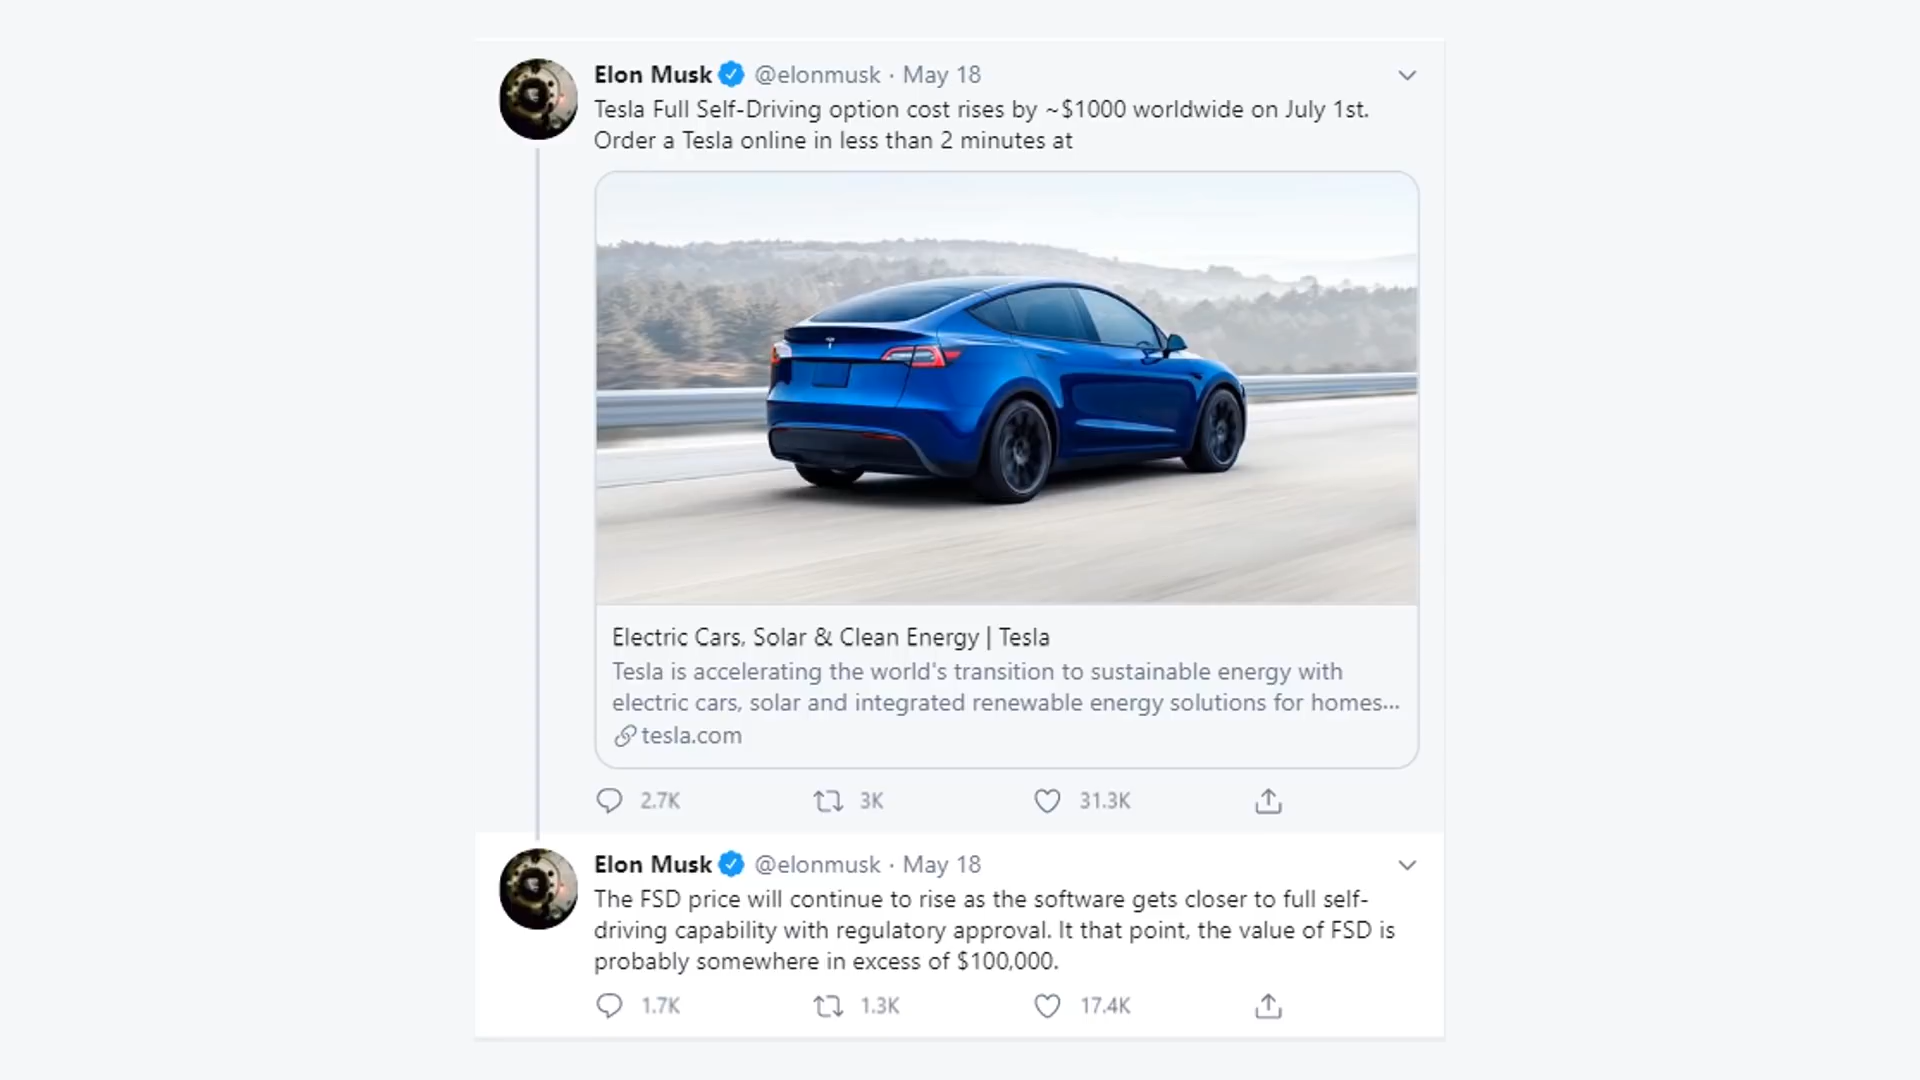 Elon Musk @elonmusk · May 18
Tesla Full Self-Driving option cost rises by ~$1000 worldwide on July 1st.
Order a Tesla online in less than 2 minutes at
Electric Cars, Solar & Clean Energy | Tesla
Tesla is accelerating the world's transition to sustainable energy with
electric cars, solar and integrated renewable energy solutions for homes...
tesla.com
2.7K 3K 31.3K
Elon Musk @elonmusk · May 18
The FSD price will continue to rise as the software gets closer to full self-
driving capability with regulatory approval. It that point, the value of FSD is
probably somewhere in excess of $100,000.
1.7K 1.3K 17.4K